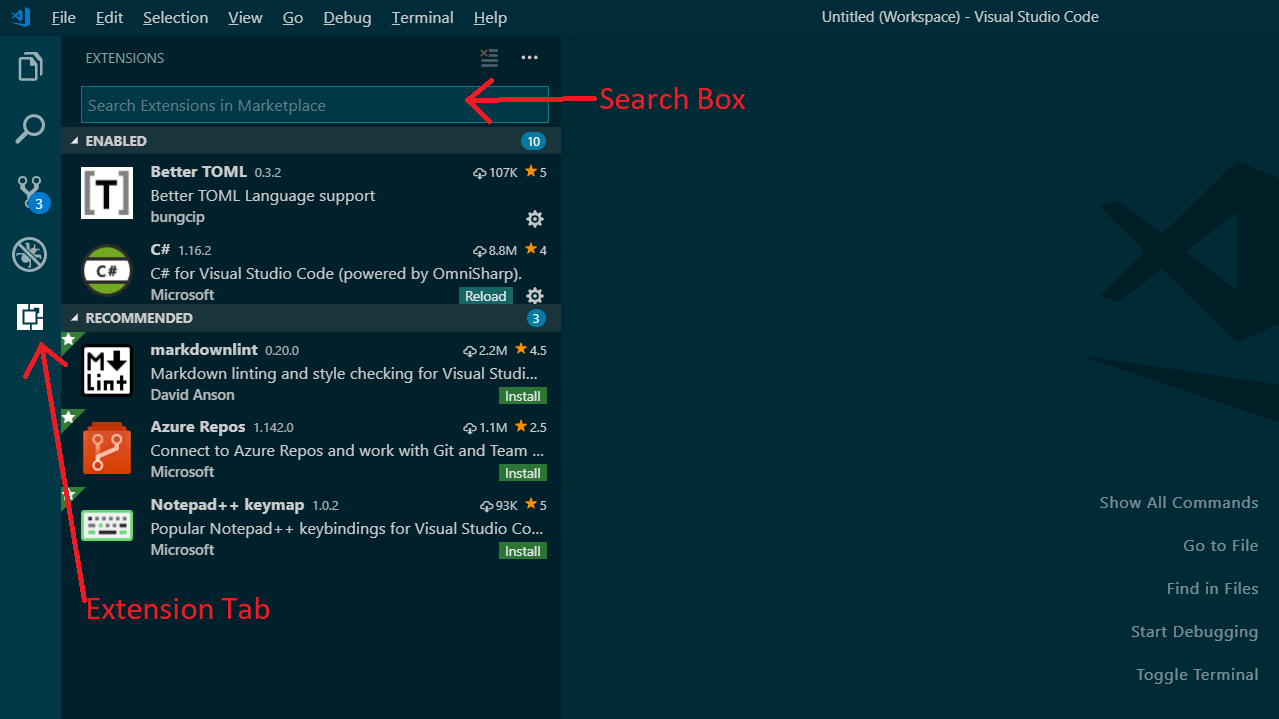 File Edit Selection View Go Debug Terminal Help
Untitled (Workspace) - Visual Studio Code
EXTENSIONS
Search Extensions in Marketplace
Search Box
ENABLED 10
Better TOML 0.3.2 107K 5
[T]
Better TOML Language support
bungcip
3
C# 1.16.2 8.8M 4
C#
C# for Visual Studio Code (powered by OmniSharp).
Microsoft Reload
RECOMMENDED 3
markdownlint 0.20.0 2.2M 4.5
M
Lint
Markdown linting and style checking for Visual Studi...
David Anson Install
Azure Repos 1.142.0 1.1M 2.5
Connect to Azure Repos and work with Git and Team ...
Microsoft Install
Notepad++ keymap 1.0.2 93K 5
Popular Notepad++ keybindings for Visual Studio Co...
Microsoft Install
Extension Tab
Show All Commands
Go to File
Find in Files
Start Debugging
Toggle Terminal